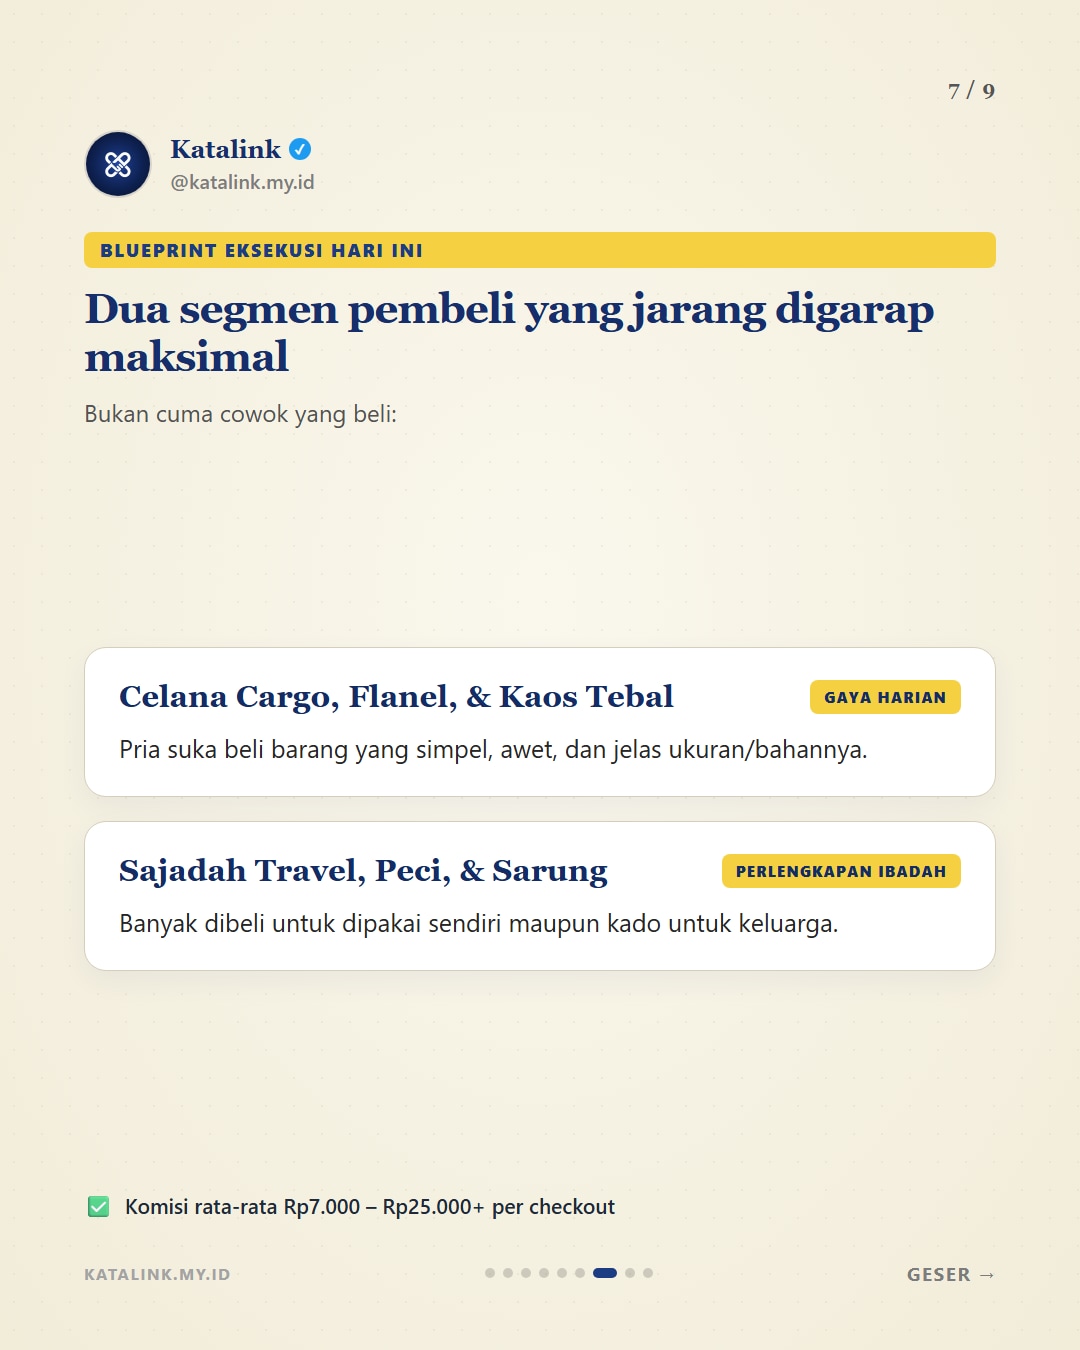 7 / 9
Katalink
@katalink.my.id
BLUEPRINT EKSEKUSI HARI INI
Dua segmen pembeli yang jarang digarap
maksimal
Bukan cuma cowok yang beli:
Celana Cargo, Flanel, & Kaos Tebal
GAYA HARIAN
Pria suka beli barang yang simpel, awet, dan jelas ukuran/bahannya.
Sajadah Travel, Peci, & Sarung
PERLENGKAPAN IBADAH
Banyak dibeli untuk dipakai sendiri maupun kado untuk keluarga.
✅ Komisi rata-rata Rp7.000 – Rp25.000+ per checkout
KATALINK.MY.ID
GESER →